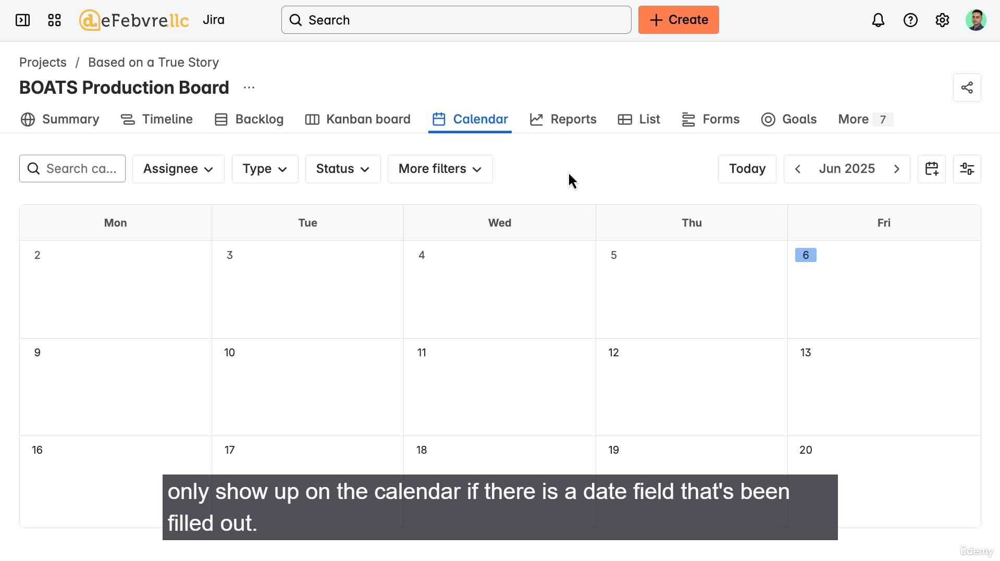 deFebvre llc Jira Search Create
Projects / Based on a True Story
BOATS Production Board ...
Summary Timeline Backlog Kanban board Calendar Reports List Forms Goals More 7
Search ca... Assignee Type Status More filters Today Jun 2025
Mon Tue Wed Thu Fri
2 3 4 5 6
9 10 11 12 13
16 17 18 19 20
only show up on the calendar if there is a date field that's been
filled out.
ûdemy